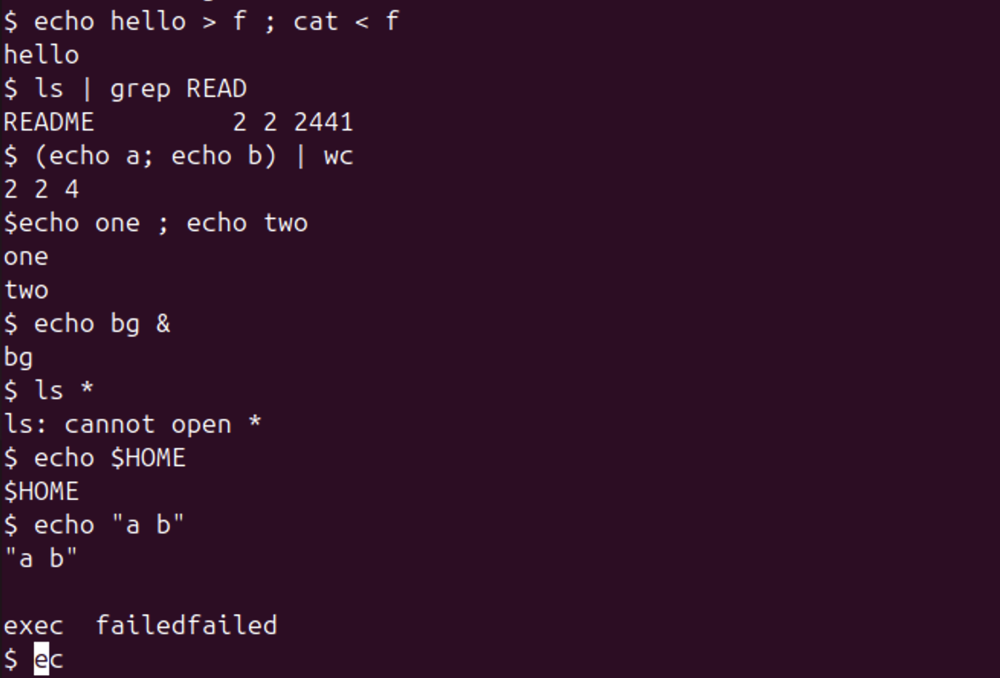 $ echo hello > f ; cat < f
hello
$ ls | grep READ
README         2 2 2441
$ (echo a; echo b) | wc
2 2 4
$echo one ; echo two
one
two
$ echo bg &
bg
$ ls *
ls: cannot open *
$ echo $HOME
$HOME
$ echo "a b"
"a b"

exec  failedfailed
$ ec